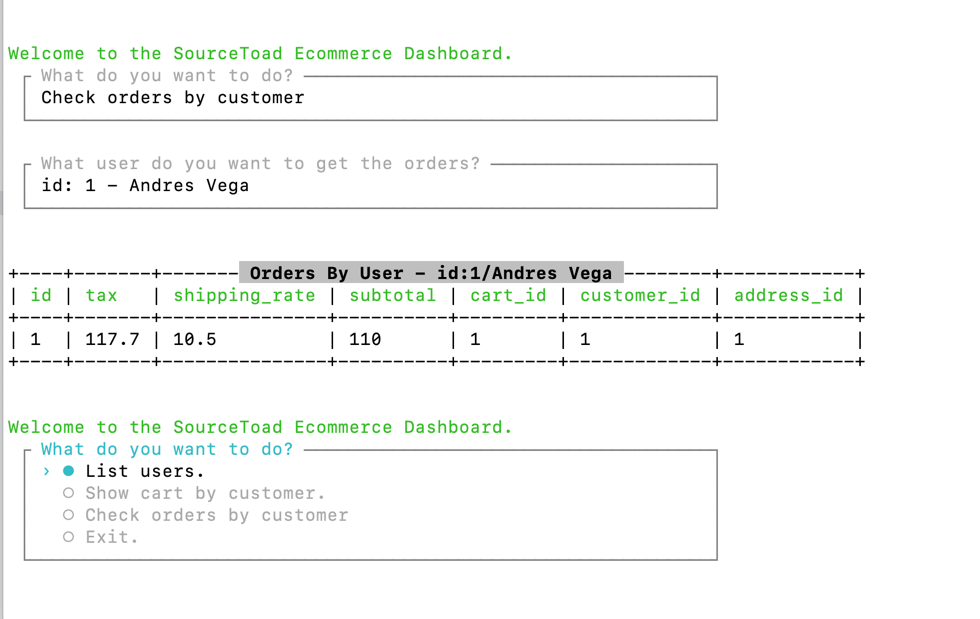 Welcome to the SourceToad Ecommerce Dashboard.
What do you want to do?
Check orders by customer
What user do you want to get the orders?
id: 1 – Andres Vega
Orders By User – id:1/Andres Vega
| id | tax | shipping_rate | subtotal | cart_id | customer_id | address_id |
| 1 | 117.7 | 10.5 | 110 | 1 | 1 | 1 |
Welcome to the SourceToad Ecommerce Dashboard.
What do you want to do?
› ● List users.
○ Show cart by customer.
○ Check orders by customer
○ Exit.